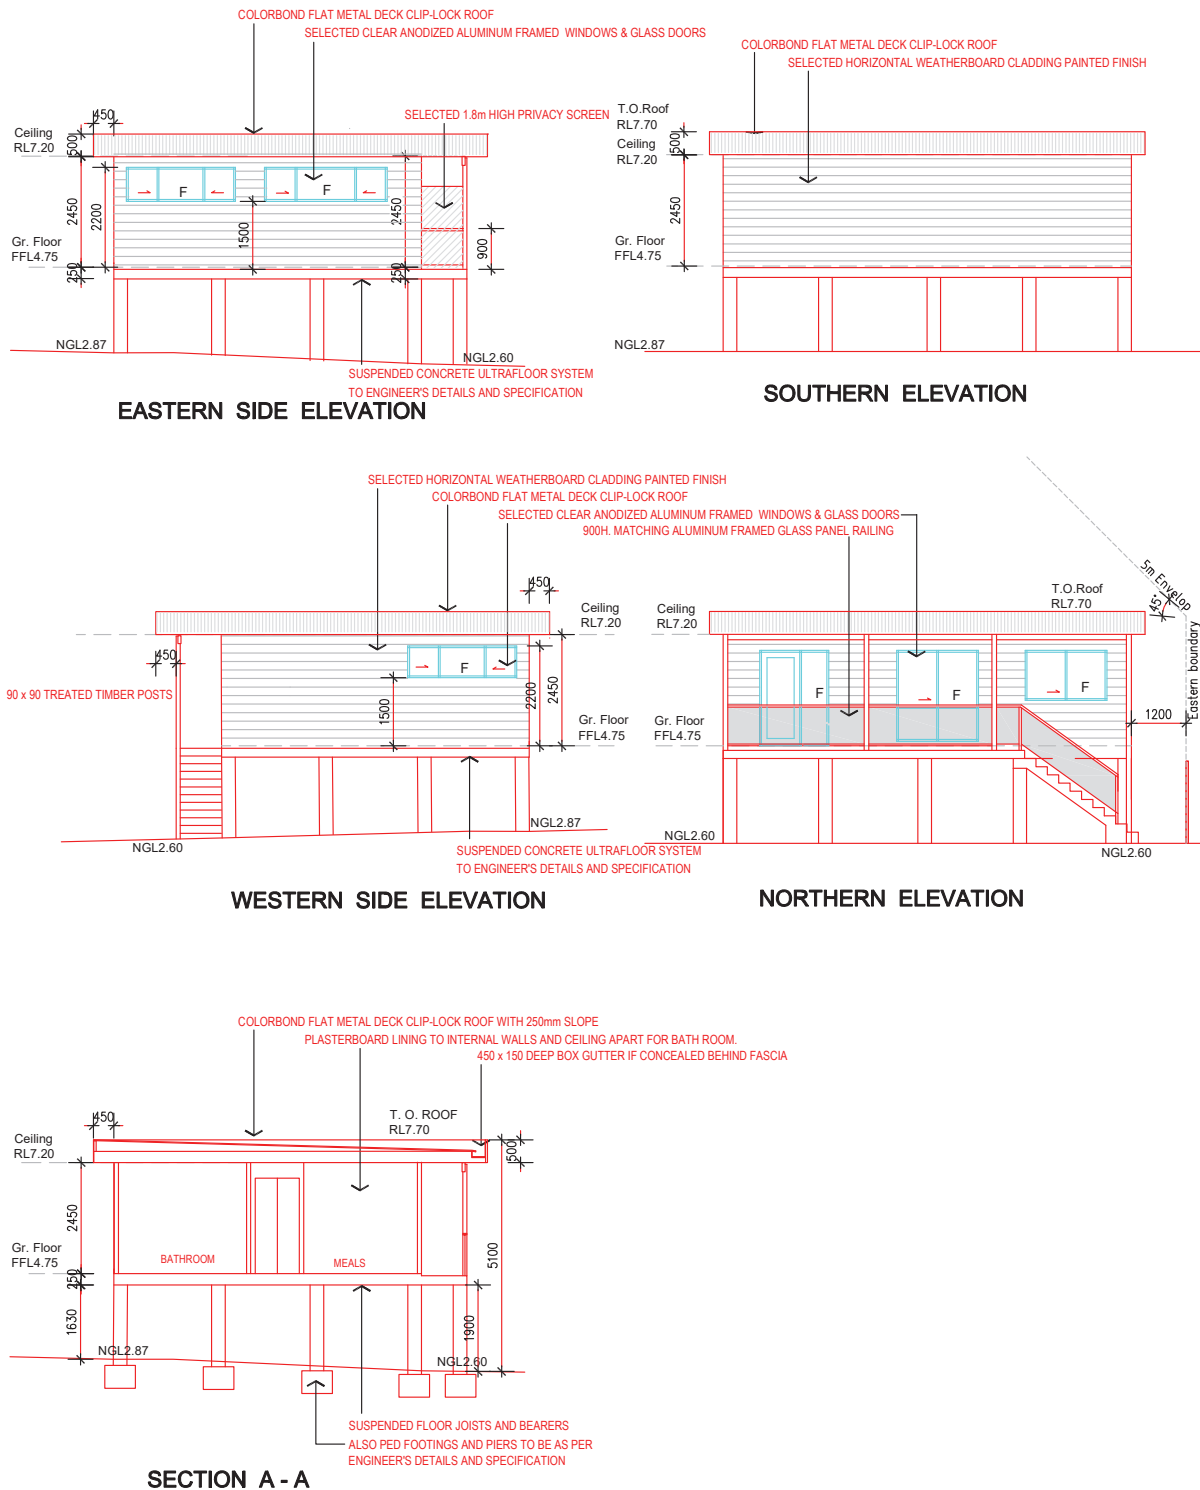 COLORBOND FLAT METAL DECK CLIP-LOCK ROOF
SELECTED CLEAR ANODIZED ALUMINUM FRAMED WINDOWS & GLASS DOORS
450
SELECTED 1.8m HIGH PRIVACY SCREEN
Ceiling
RL7.20
500
2450
2200
F
F
1500
2450
900
Gr. Floor
FFL4.75
250
250
NGL2.87
NGL2.60
SUSPENDED CONCRETE ULTRAFLOOR SYSTEM
TO ENGINEER'S DETAILS AND SPECIFICATION
EASTERN SIDE ELEVATION
COLORBOND FLAT METAL DECK CLIP-LOCK ROOF
SELECTED HORIZONTAL WEATHERBOARD CLADDING PAINTED FINISH
T.O.Roof
RL7.70
Ceiling
RL7.20
500
2450
Gr. Floor
FFL4.75
250
NGL2.87
SOUTHERN ELEVATION
SELECTED HORIZONTAL WEATHERBOARD CLADDING PAINTED FINISH
COLORBOND FLAT METAL DECK CLIP-LOCK ROOF
SELECTED CLEAR ANODIZED ALUMINUM FRAMED WINDOWS & GLASS DOORS
900H. MATCHING ALUMINUM FRAMED GLASS PANEL RAILING
450
Ceiling
RL7.20
450
90 x 90 TREATED TIMBER POSTS
F
1500
2200
2450
Gr. Floor
FFL4.75
NGL2.87
NGL2.60
SUSPENDED CONCRETE ULTRAFLOOR SYSTEM
TO ENGINEER'S DETAILS AND SPECIFICATION
WESTERN SIDE ELEVATION
5m Envelop
45°
T.O.Roof
RL7.70
Ceiling
RL7.20
Eastern boundary
F
F
F
1200
Gr. Floor
FFL4.75
NGL2.60
NGL2.60
NORTHERN ELEVATION
COLORBOND FLAT METAL DECK CLIP-LOCK ROOF WITH 250mm SLOPE
PLASTERBOARD LINING TO INTERNAL WALLS AND CEILING APART FOR BATH ROOM.
450 x 150 DEEP BOX GUTTER IF CONCEALED BEHIND FASCIA
450
T. O. ROOF
RL7.70
Ceiling
RL7.20
500
2450
5100
BATHROOM
MEALS
Gr. Floor
FFL4.75
250
1630
1900
NGL2.87
NGL2.60
SUSPENDED FLOOR JOISTS AND BEARERS
ALSO PED FOOTINGS AND PIERS TO BE AS PER
ENGINEER'S DETAILS AND SPECIFICATION
SECTION A - A